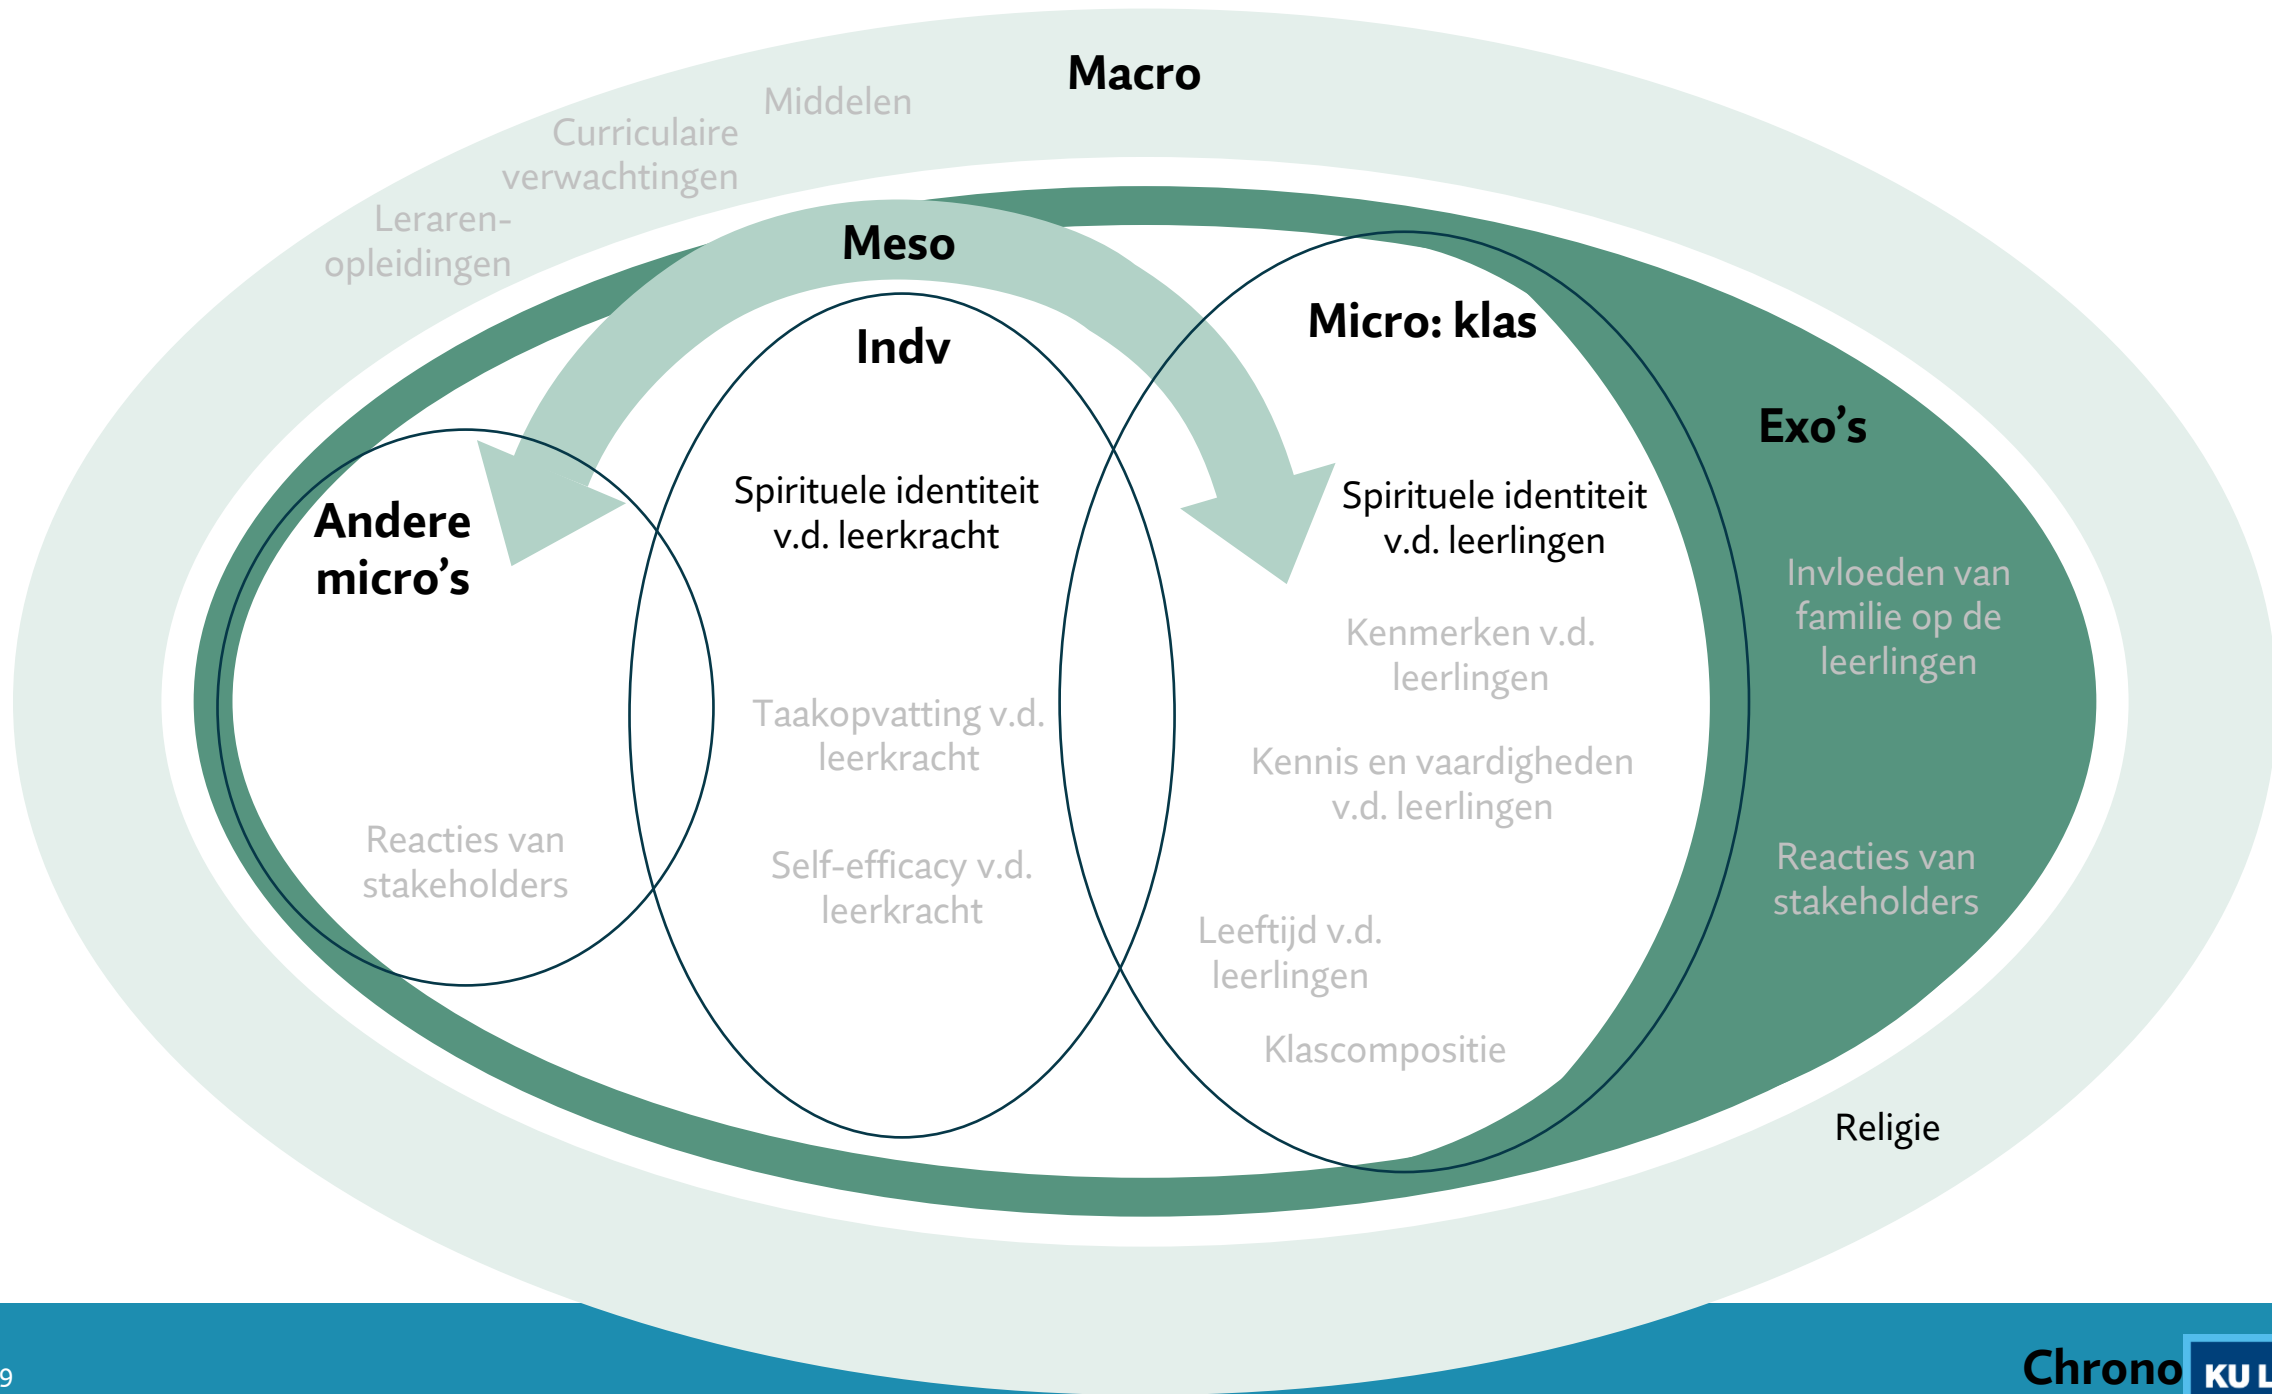 Macro
Middelen
Curriculaire
verwachtingen
Leraren-
opleidingen
Meso
Indv
Micro: klas
Exo's
Andere
micro's
Spirituele identiteit
v.d. leerkracht
Spirituele identiteit
v.d. leerlingen
Invloeden van
familie op de
leerlingen
Kenmerken v.d.
leerlingen
Taakopvatting v.d.
leerkracht
Kennis en vaardigheden
v.d. leerlingen
Reacties van
stakeholders
Self-efficacy v.d.
leerkracht
Reacties van
stakeholders
Leeftijd v.d.
leerlingen
Klascompositie
Religie
9
Chrono
KU L